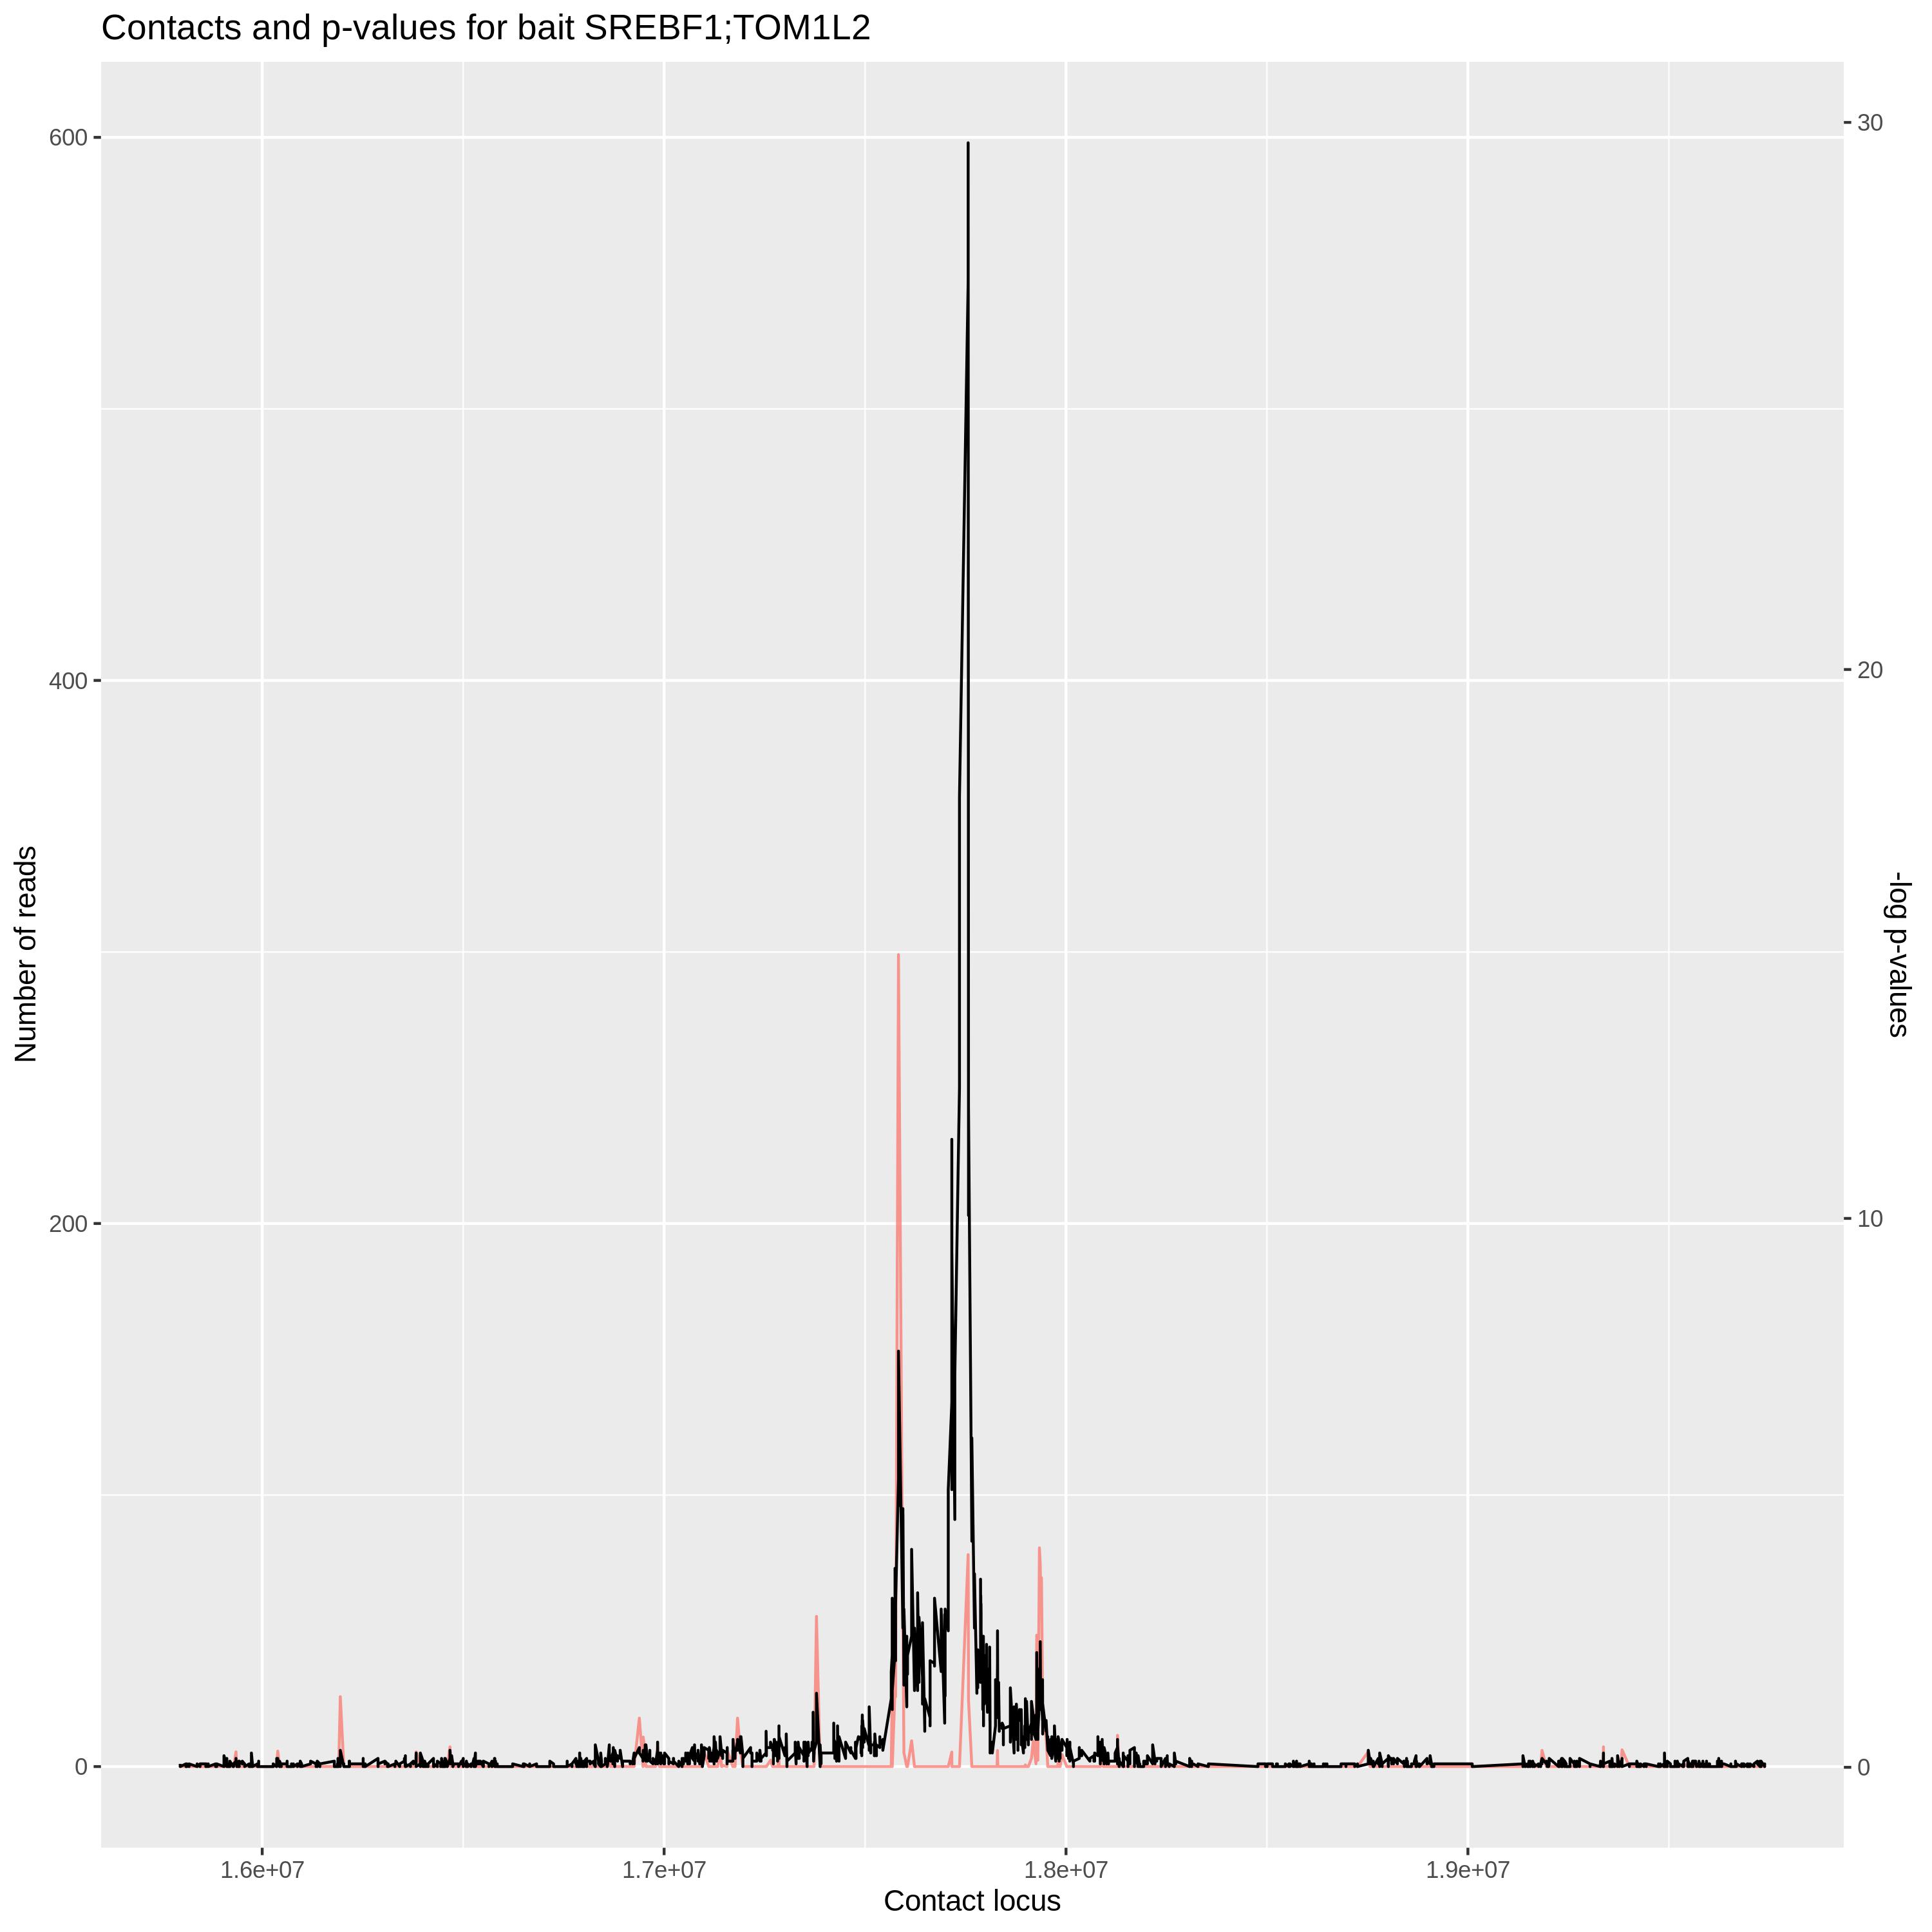 Contacts and p-values for bait SREBF1;TOM1L2
600
400
200
0
Number of reads
30
20
10
0
-log p-values
1.6e+07 1.7e+07 1.8e+07 1.9e+07
Contact locus